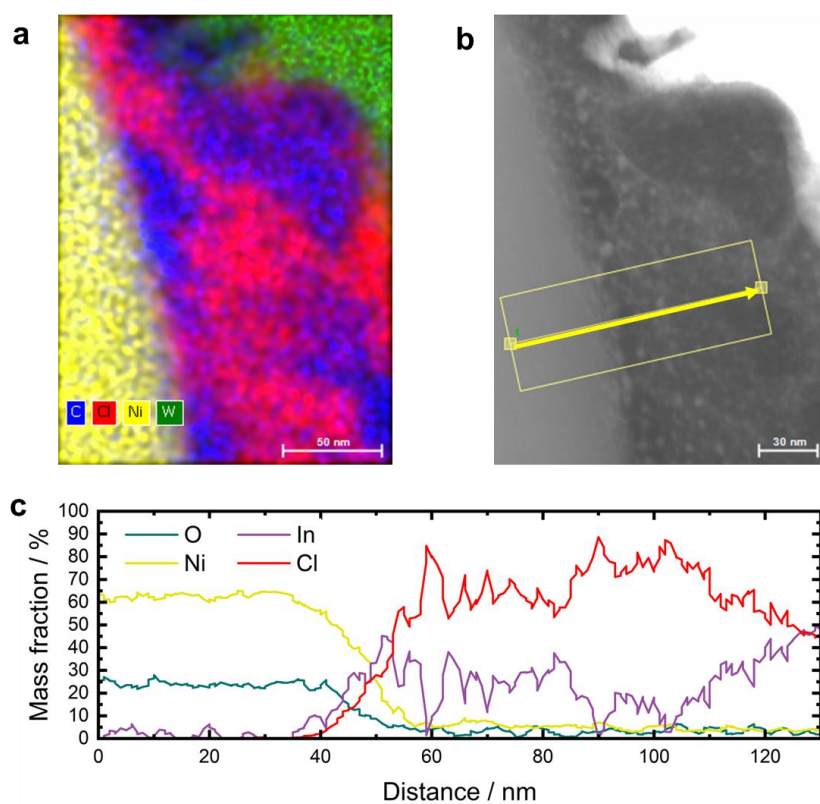 a
b
C Cl Ni W
50 nm
1
30 nm
c
100
90
80
70
60
50
40
30
20
10
0
Mass fraction / %
O In
Ni Cl
0 20 40 60 80 100 120
Distance / nm